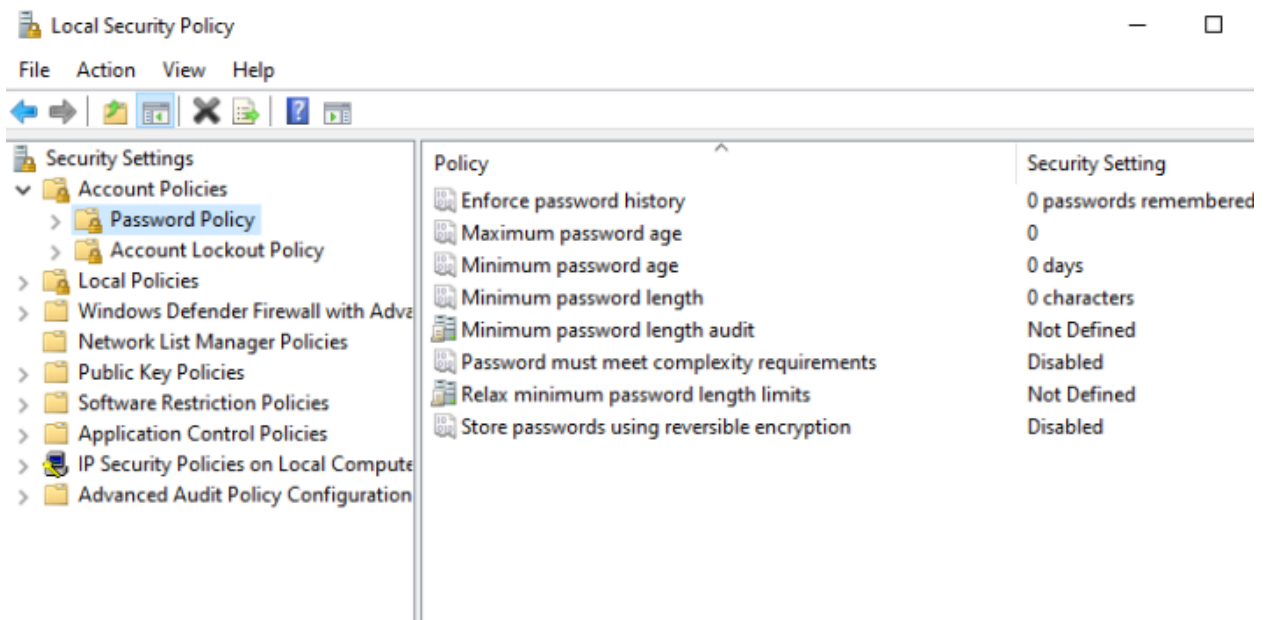 Local Security Policy
File Action View Help
Security Settings
Account Policies
Password Policy
Account Lockout Policy
Local Policies
Windows Defender Firewall with Adva
Network List Manager Policies
Public Key Policies
Software Restriction Policies
Application Control Policies
IP Security Policies on Local Compute
Advanced Audit Policy Configuration
Policy Security Setting
Enforce password history 0 passwords remembered
Maximum password age 0
Minimum password age 0 days
Minimum password length 0 characters
Minimum password length audit Not Defined
Password must meet complexity requirements Disabled
Relax minimum password length limits Not Defined
Store passwords using reversible encryption Disabled